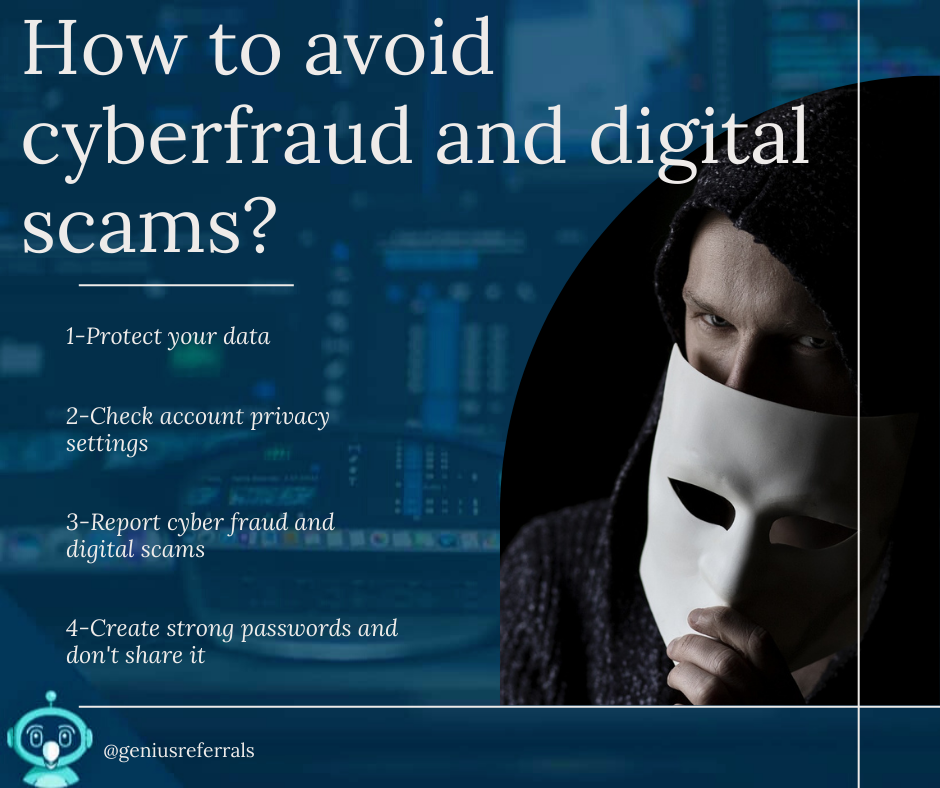 How to avoid
cyberfraud and digital
scams?
1-Protect your data
2-Check account privacy
settings
3-Report cyber fraud and
digital scams
4-Create strong passwords and
don't share it
@geniusreferrals